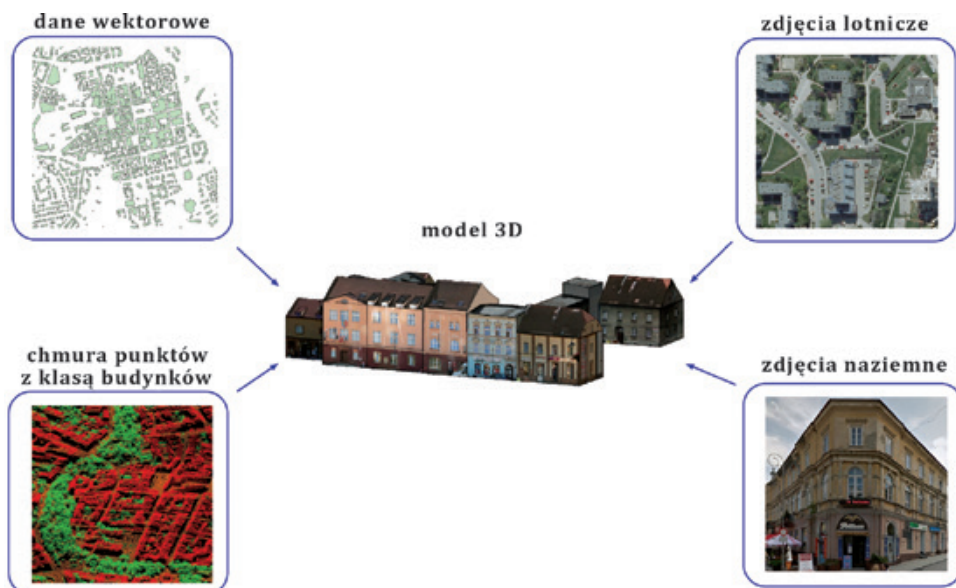 dane wektorowe
zdjęcia lotnicze
model 3D
chmura punktów
z klasą budynków
zdjęcia naziemne